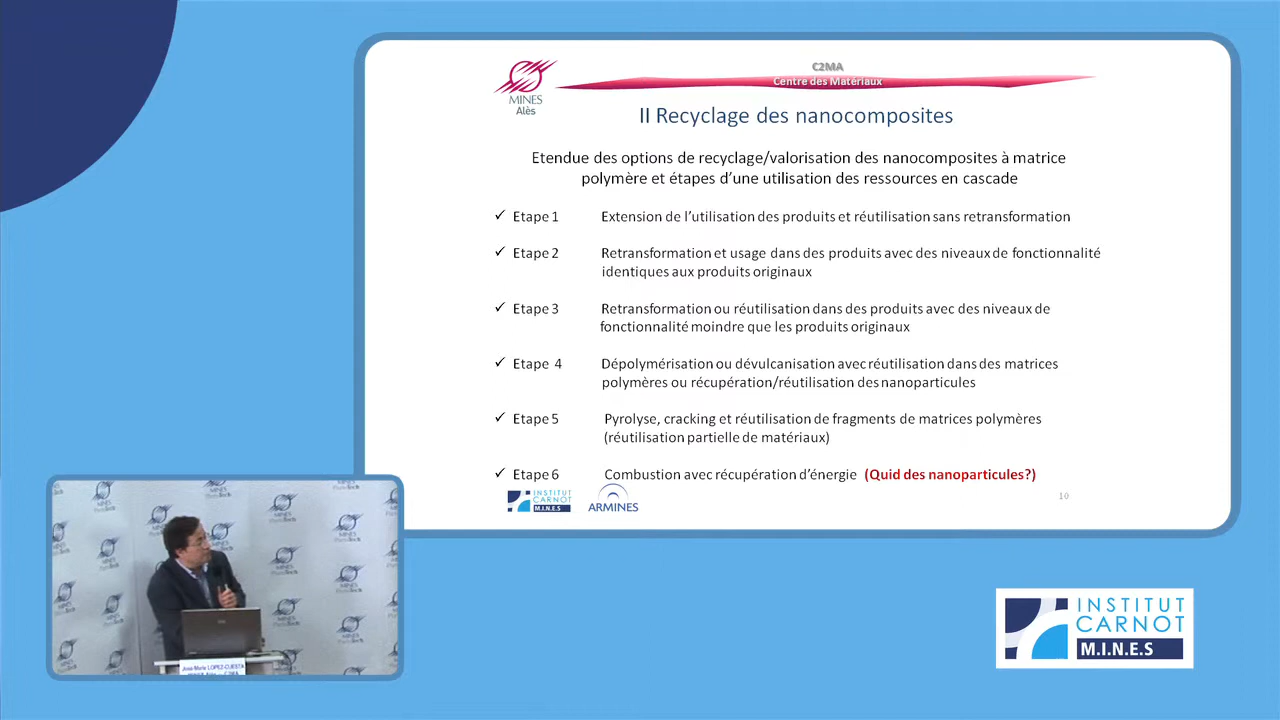 C2MA
Centre des Matériaux
MINES
Alès
II Recyclage des nanocomposites
Etendue des options de recyclage/valorisation des nanocomposites à matrice
polymère et étapes d'une utilisation des ressources en cascade
✓ Etape 1 Extension de l'utilisation des produits et réutilisation sans retransformation
✓ Etape 2 Retransformation et usage dans des produits avec des niveaux de fonctionnalité
identiques aux produits originaux
✓ Etape 3 Retransformation ou réutilisation dans des produits avec des niveaux de
fonctionnalité moindre que les produits originaux
✓ Etape 4 Dépolymérisation ou dévulcanisation avec réutilisation dans des matrices
polymères ou récupération/réutilisation des nanoparticules
✓ Etape 5 Pyrolyse, cracking et réutilisation de fragments de matrices polymères
(réutilisation partielle de matériaux)
✓ Etape 6 Combustion avec récupération d'énergie (Quid des nanoparticules?)
INSTITUT
CARNOT
M.I.N.E.S
ARMINES
10
MINES
ParisTech
José-Marie LOPEZ-CUESTA
INSTITUT
CARNOT
M.I.N.E.S